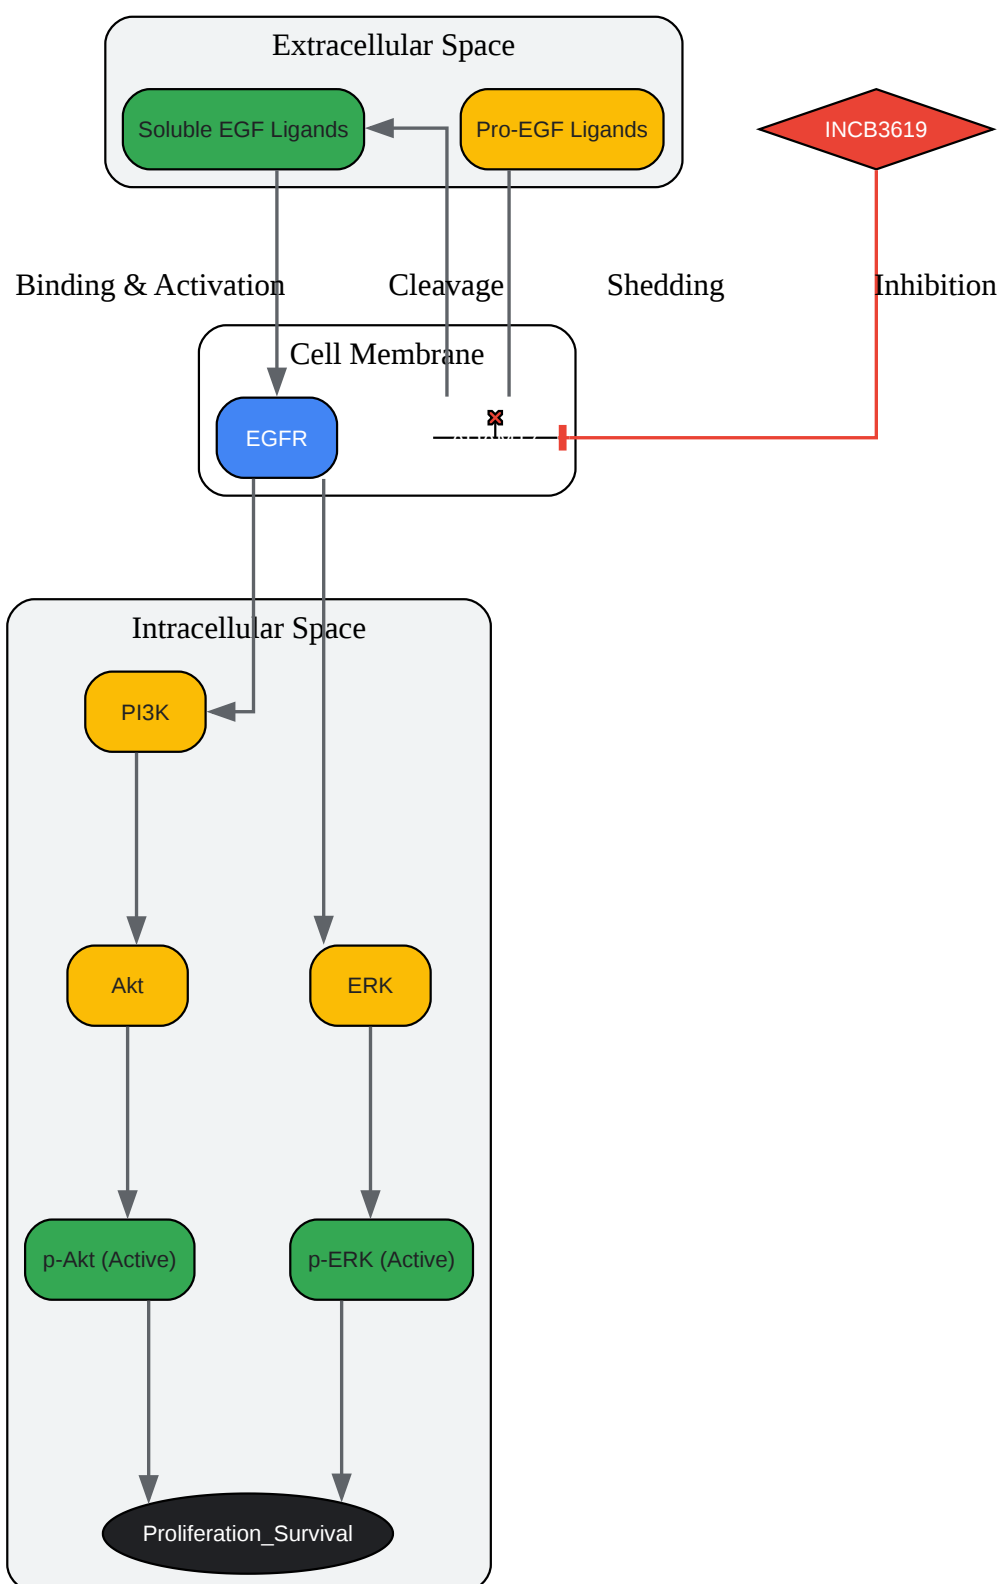 Extracellular Space
Soluble EGF Ligands
Pro-EGF Ligands
INCB3619
Binding & Activation
Cleavage
Shedding
Inhibition
Cell Membrane
EGFR
Intracellular Space
PI3K
Akt
ERK
p-Akt (Active)
p-ERK (Active)
Proliferation_Survival